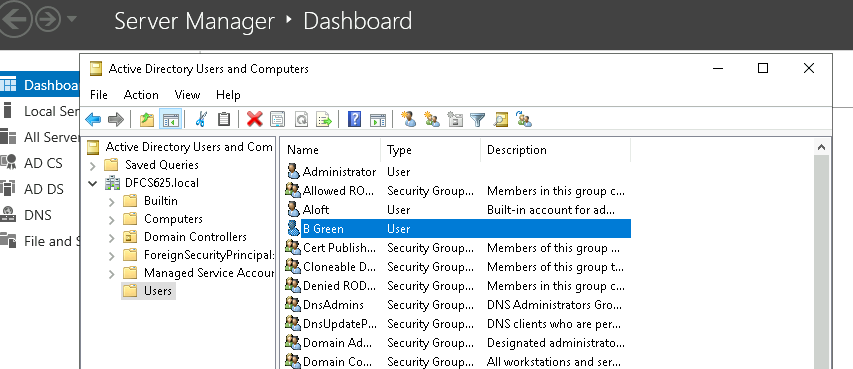 Server Manager ‣ Dashboard
Active Directory Users and Computers
File Action View Help
Dashboa
Local Ser
All Server
AD CS
AD DS
DNS
File and S
Active Directory Users and Com
Saved Queries
DFCS625.local
Builtin
Computers
Domain Controllers
ForeignSecurityPrincipal:
Managed Service Accour
Users
Name Type Description
Administrator User
Allowed RO... Security Group... Members in this group c...
Aloft User Built-in account for ad...
B Green User
Cert Publish... Security Group... Members of this group ...
Cloneable D... Security Group... Members of this group t...
Denied ROD... Security Group... Members in this group c...
DnsAdmins Security Group... DNS Administrators Gro...
DnsUpdateP... Security Group... DNS clients who are per...
Domain Ad... Security Group... Designated administrato...
Domain Co... Security Group... All workstations and ser...